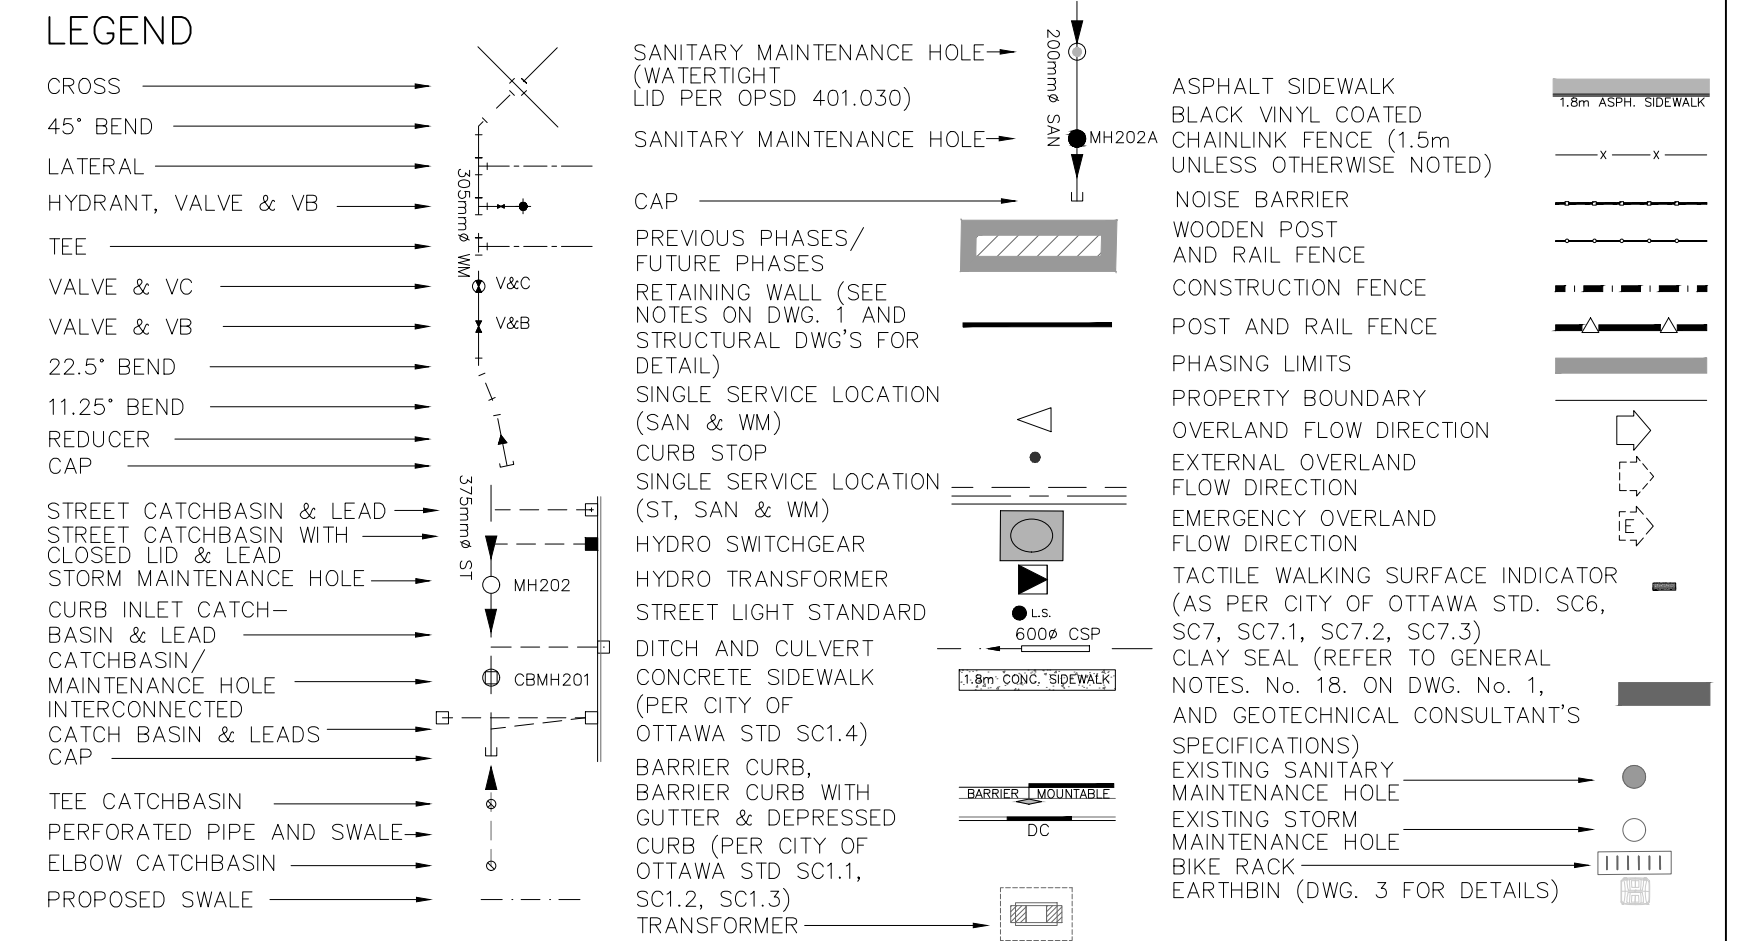 LEGEND
CROSS
45° BEND
LATERAL
HYDRANT, VALVE & VB
TEE
VALVE & VC
VALVE & VB
22.5° BEND
11.25° BEND
REDUCER
CAP
STREET CATCHBASIN & LEAD
STREET CATCHBASIN WITH
CLOSED LID & LEAD
STORM MAINTENANCE HOLE
CURB INLET CATCH-
BASIN & LEAD
CATCHBASIN/
MAINTENANCE HOLE
INTERCONNECTED
CATCH BASIN & LEADS
CAP
TEE CATCHBASIN
PERFORATED PIPE AND SWALE
ELBOW CATCHBASIN
PROPOSED SWALE
305mmø WM
V&C
V&B
375mmø ST
MH202
CBMH201
SANITARY MAINTENANCE HOLE
(WATERTIGHT
LID PER OPSD 401.030)
SANITARY MAINTENANCE HOLE
CAP
200mmø SAN
MH202A
PREVIOUS PHASES/
FUTURE PHASES
RETAINING WALL (SEE
NOTES ON DWG. 1 AND
STRUCTURAL DWG'S FOR
DETAIL)
SINGLE SERVICE LOCATION
(SAN & WM)
CURB STOP
SINGLE SERVICE LOCATION
(ST, SAN & WM)
HYDRO SWITCHGEAR
HYDRO TRANSFORMER
STREET LIGHT STANDARD
L.S.
600ø CSP
DITCH AND CULVERT
CONCRETE SIDEWALK
(PER CITY OF
OTTAWA STD SC1.4)
1.8m CONC. SIDEWALK
BARRIER CURB,
BARRIER CURB WITH
GUTTER & DEPRESSED
CURB (PER CITY OF
OTTAWA STD SC1.1,
SC1.2, SC1.3)
BARRIER MOUNTABLE
DC
TRANSFORMER
ASPHALT SIDEWALK
1.8m ASPH. SIDEWALK
BLACK VINYL COATED
CHAINLINK FENCE (1.5m
UNLESS OTHERWISE NOTED)
X X
NOISE BARRIER
WOODEN POST
AND RAIL FENCE
CONSTRUCTION FENCE
POST AND RAIL FENCE
PHASING LIMITS
PROPERTY BOUNDARY
OVERLAND FLOW DIRECTION
EXTERNAL OVERLAND
FLOW DIRECTION
EMERGENCY OVERLAND
FLOW DIRECTION
E
TACTILE WALKING SURFACE INDICATOR
(AS PER CITY OF OTTAWA STD. SC6,
SC7, SC7.1, SC7.2, SC7.3)
CLAY SEAL (REFER TO GENERAL
NOTES. No. 18. ON DWG. No. 1,
AND GEOTECHNICAL CONSULTANT'S
SPECIFICATIONS)
EXISTING SANITARY
MAINTENANCE HOLE
EXISTING STORM
MAINTENANCE HOLE
BIKE RACK
EARTHBIN (DWG. 3 FOR DETAILS)